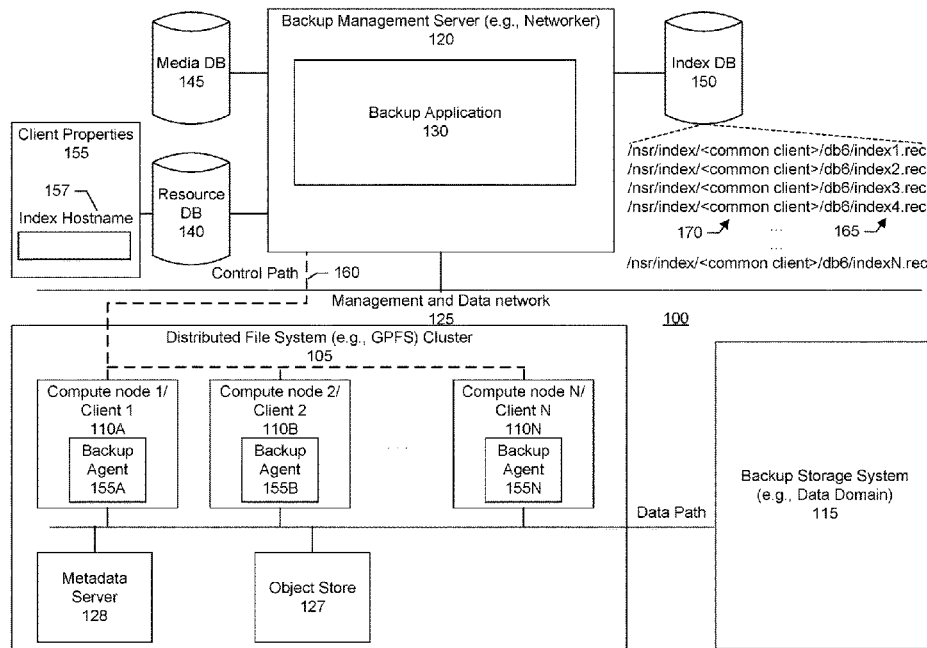 Backup Management Server (e.g., Networker)
120
Media DB
145
Index DB
150
Backup Application
130
Client Properties
155
157
Index Hostname
Resource
DB
140
/nsr/index/<common client>/db6/index1.rec
/nsr/index/<common client>/db6/index2.rec
/nsr/index/<common client>/db6/index3.rec
/nsr/index/<common client>/db6/index4.rec
170 ... 165
...
/nsr/index/<common client>/db6/indexN.rec
Control Path
160
Management and Data network
125
100
Distributed File System (e.g., GPFS) Cluster
105
Compute node 1/
Client 1
110A
Backup
Agent
155A
Compute node 2/
Client 2
110B
Backup
Agent
155B
. . .
Compute node N/
Client N
110N
Backup
Agent
155N
Data Path
Backup Storage System
(e.g., Data Domain)
115
Metadata
Server
128
Object Store
127